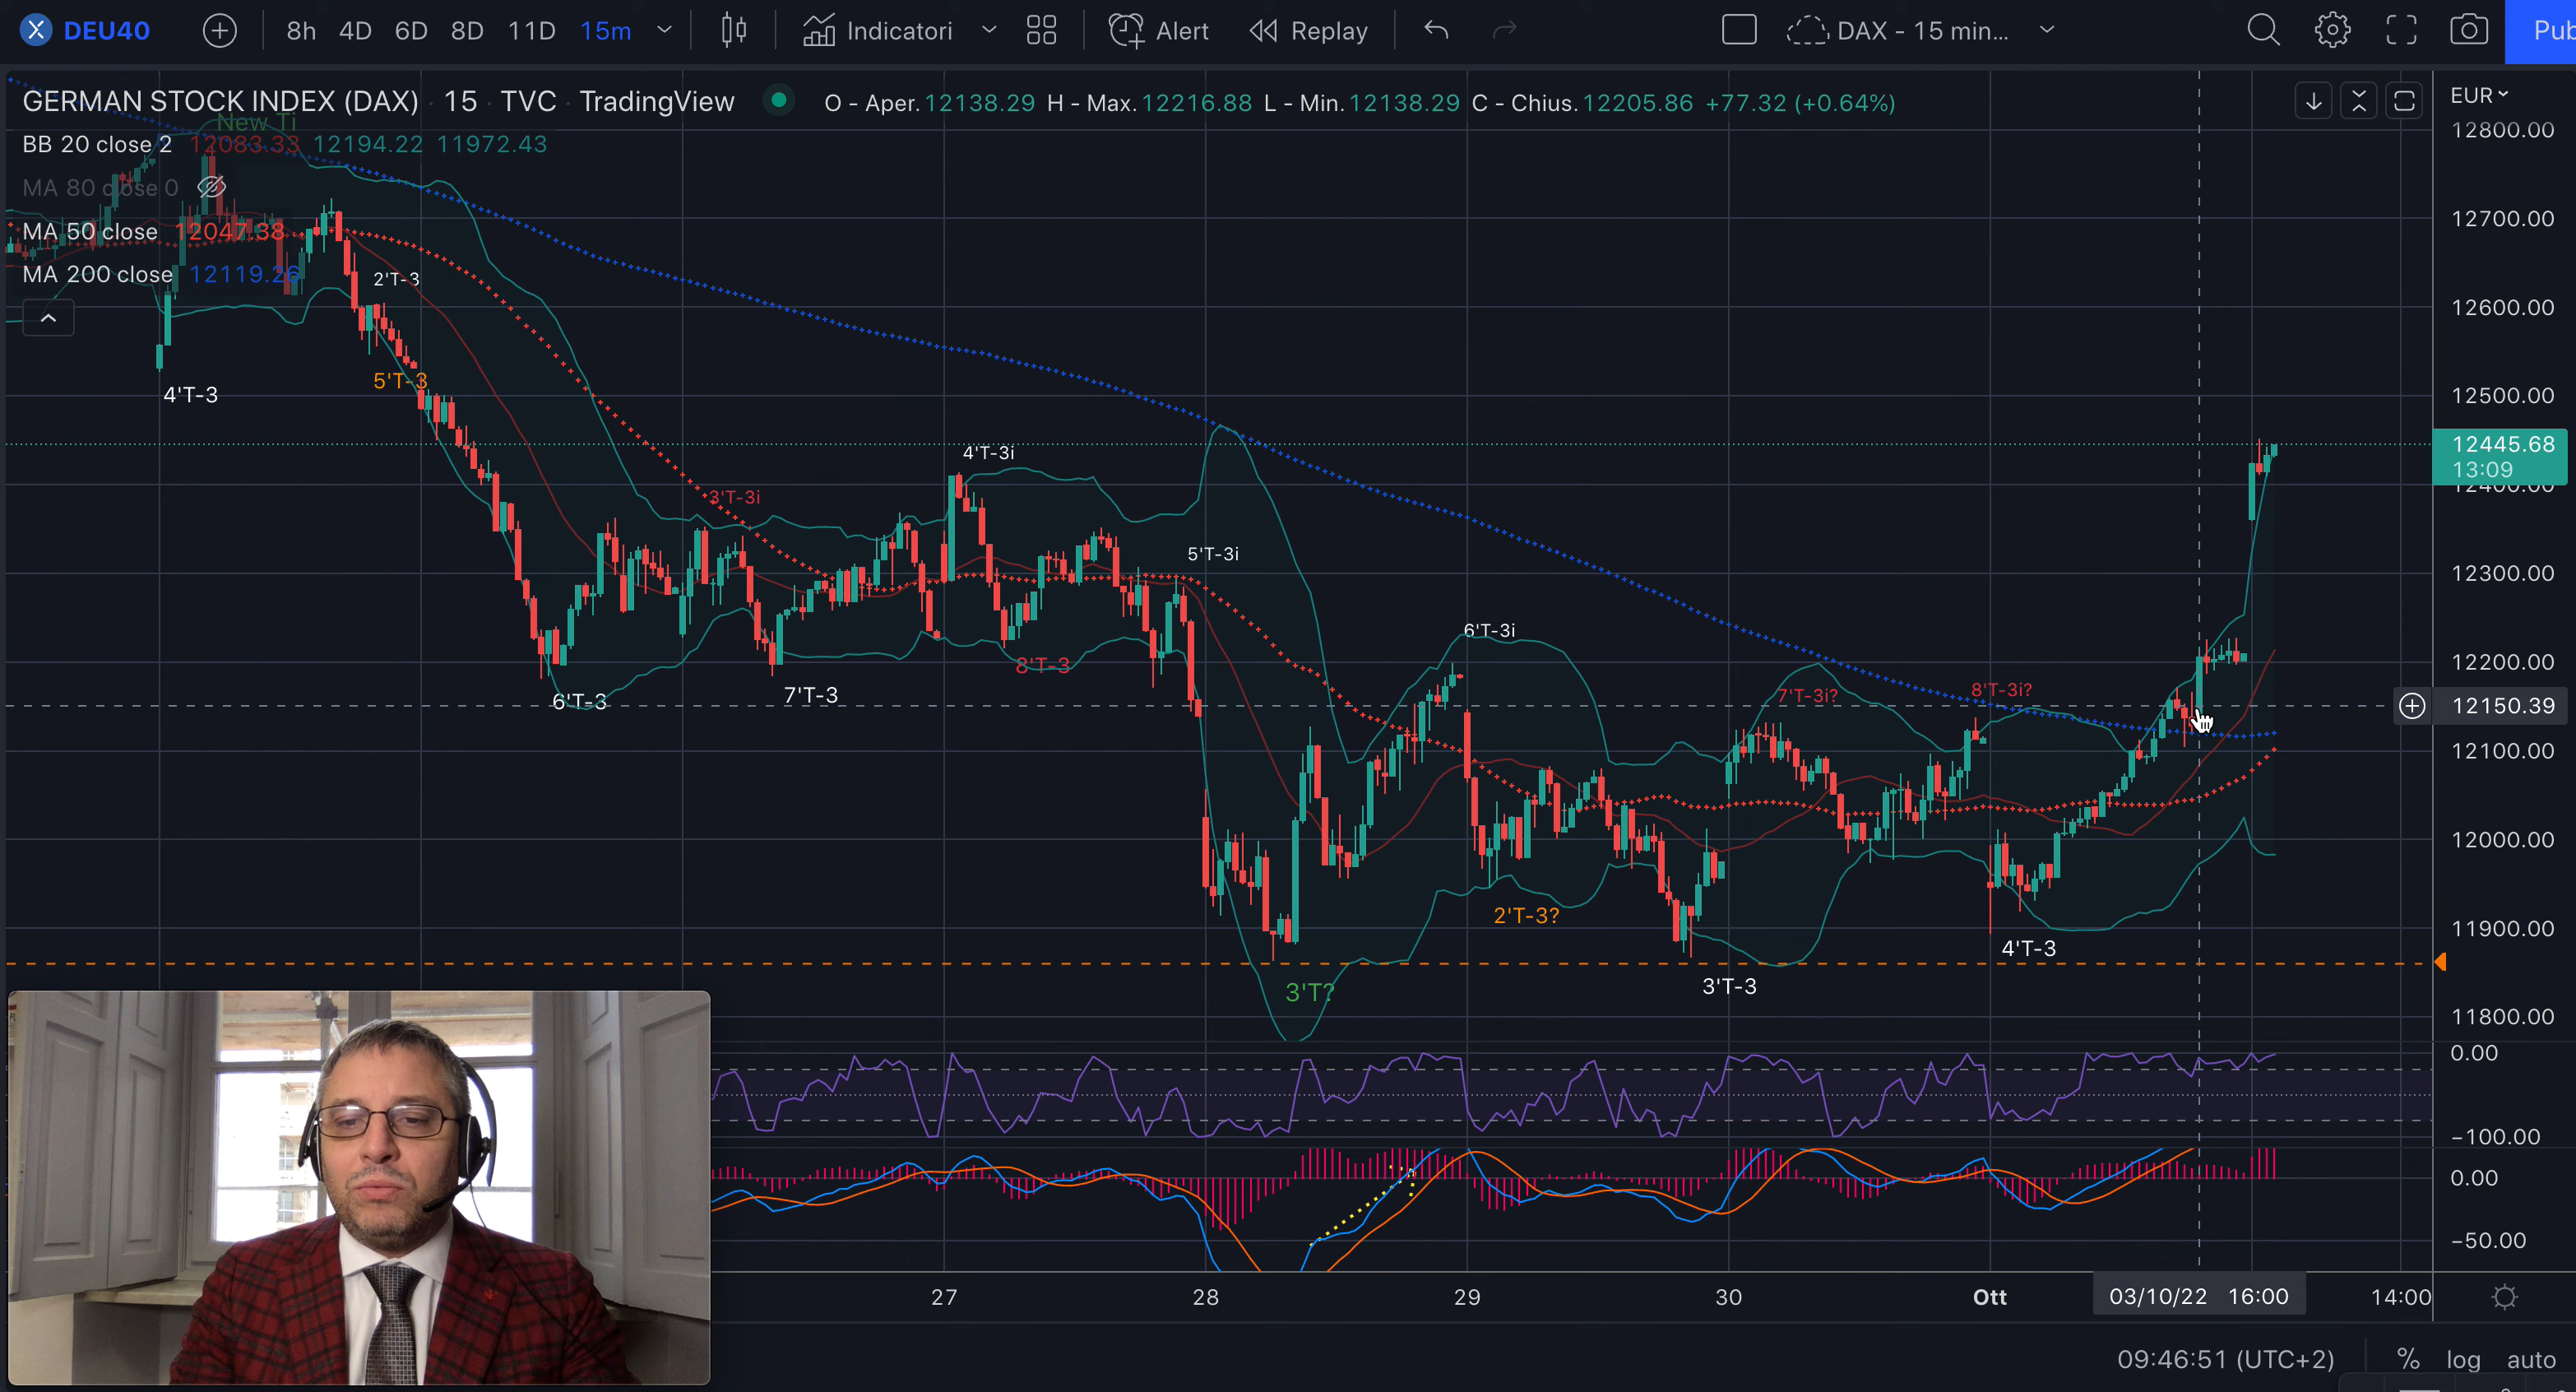 DEU40 8h 4D 6D 8D 11D 15m Indicatori Alert Replay DAX - 15 min... Pub
GERMAN STOCK INDEX (DAX) · 15 · TVC · TradingView O - Aper.12138.29 H - Max.12216.88 L - Min.12138.29 C - Chius.12205.86 +77.32 (+0.64%) EUR
New Ti
BB 20 close 2 12083.33 12194.22 11972.43
MA 80 close 0
MA 50 close 12047.38
MA 200 close 12119.26
12800.00
12700.00
12600.00
12500.00
12445.68
13:09
12400.00
12300.00
12200.00
12150.39
12100.00
12000.00
11900.00
11800.00
0.00
-100.00
0.00
-50.00
2'T-3
5'T-3
4'T-3
4'T-3i
3'T-3i
5'T-3i
6'T-3i
8'T-3
7'T-3
6'T-3
7'T-3i?
8'T-3i?
2'T-3?
4'T-3
3'T-3
3'T?
27 28 29 30 Ott 03/10/22 16:00 14:00
09:46:51 (UTC+2) % log auto